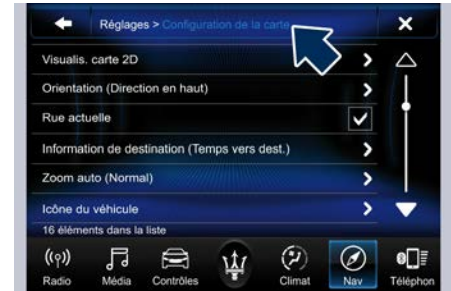 Réglages > Configuration de la carte
Visualis. carte 2D
Orientation (Direction en haut)
Rue actuelle
Information de destination (Temps vers dest.)
Zoom auto (Normal)
Icône du véhicule
16 éléments dans la liste
Radio Média Contrôles Climat Nav Téléphon